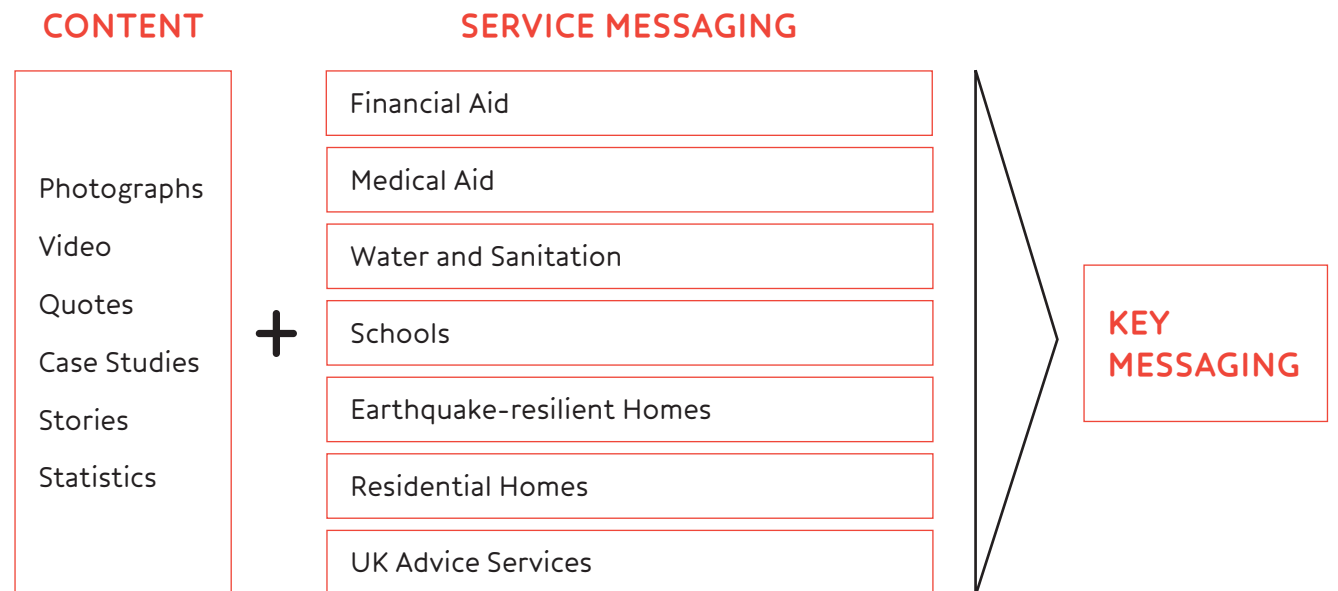 CONTENT
SERVICE MESSAGING
Photographs
Video
Quotes
Case Studies
Stories
Statistics
+
Financial Aid
Medical Aid
Water and Sanitation
Schools
Earthquake-resilient Homes
Residential Homes
UK Advice Services
KEY
MESSAGING